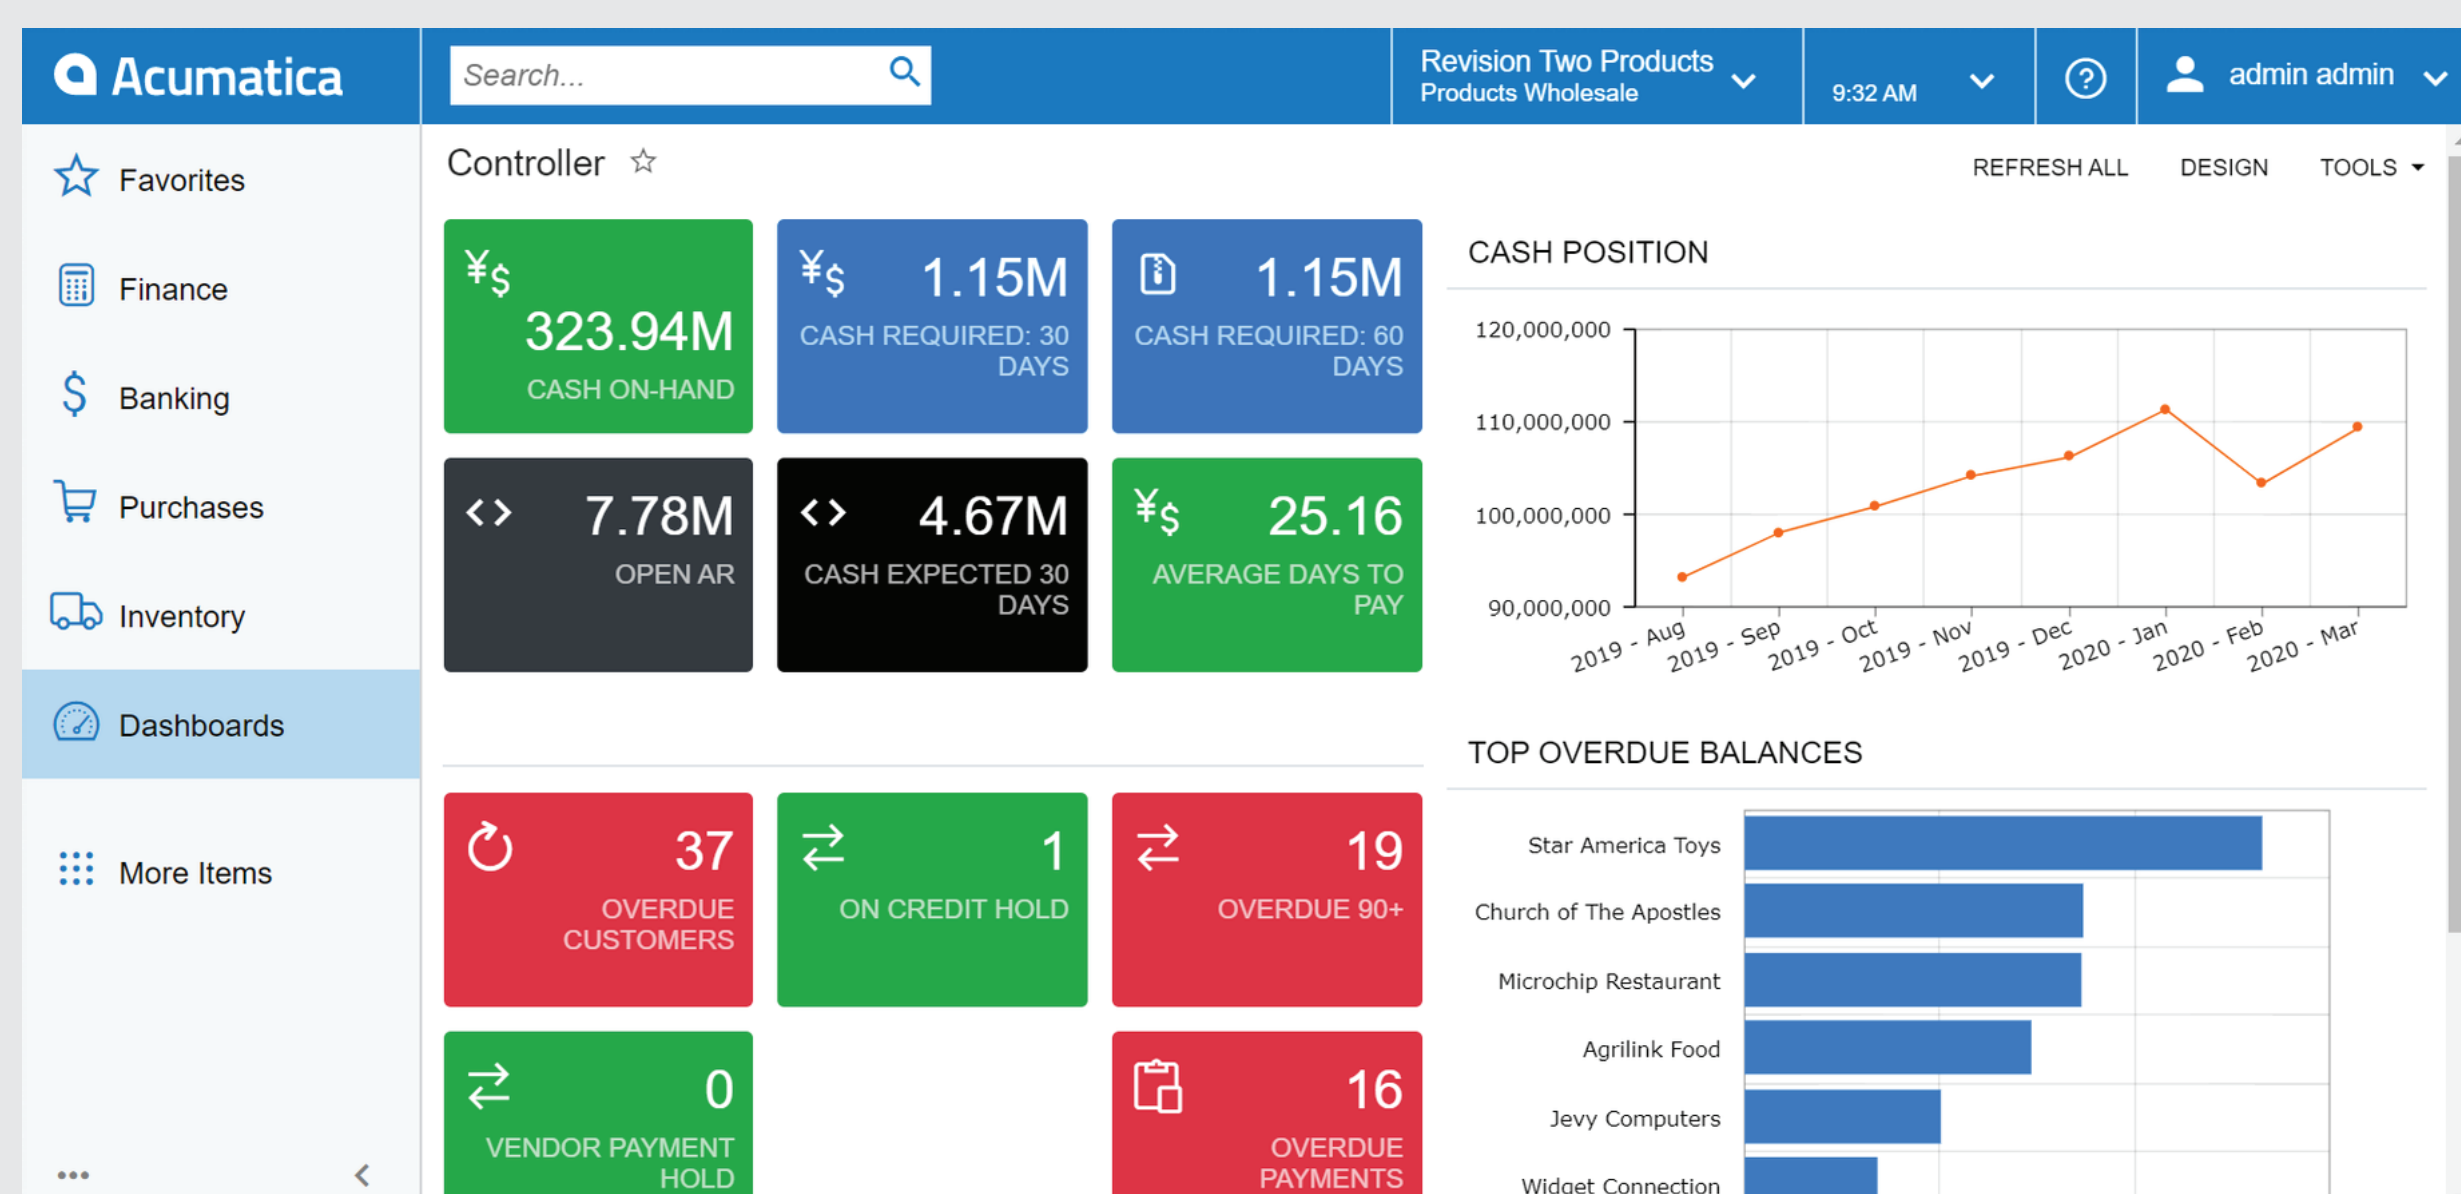 Acumatica
Search...
Revision Two Products
Products Wholesale
9:32 AM
?
admin admin
Favorites
Finance
Banking
Purchases
Inventory
Dashboards
More Items
Controller
REFRESH ALL
DESIGN
TOOLS
¥$
323.94M
CASH ON-HAND
¥$
1.15M
CASH REQUIRED: 30
DAYS
1.15M
CASH REQUIRED: 60
DAYS
7.78M
OPEN AR
4.67M
CASH EXPECTED 30
DAYS
¥$
25.16
AVERAGE DAYS TO
PAY
37
OVERDUE
CUSTOMERS
1
ON CREDIT HOLD
19
OVERDUE 90+
0
VENDOR PAYMENT
HOLD
16
OVERDUE
PAYMENTS
CASH POSITION
120,000,000
110,000,000
100,000,000
90,000,000
2019 - Aug
2019 - Sep
2019 - Oct
2019 - Nov
2019 - Dec
2020 - Jan
2020 - Feb
2020 - Mar
TOP OVERDUE BALANCES
Star America Toys
Church of The Apostles
Microchip Restaurant
Agrilink Food
Jevy Computers
Widget Connection